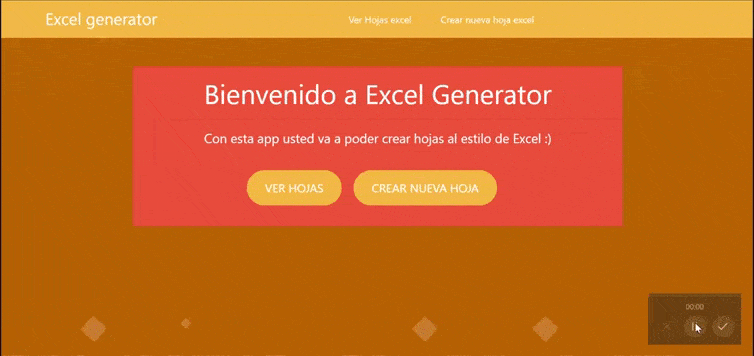 Excel generator
Ver Hojas excel
Crear nueva hoja excel
Bienvenido a Excel Generator
Con esta app usted va a poder crear hojas al estilo de Excel :)
VER HOJAS
CREAR NUEVA HOJA
00:00